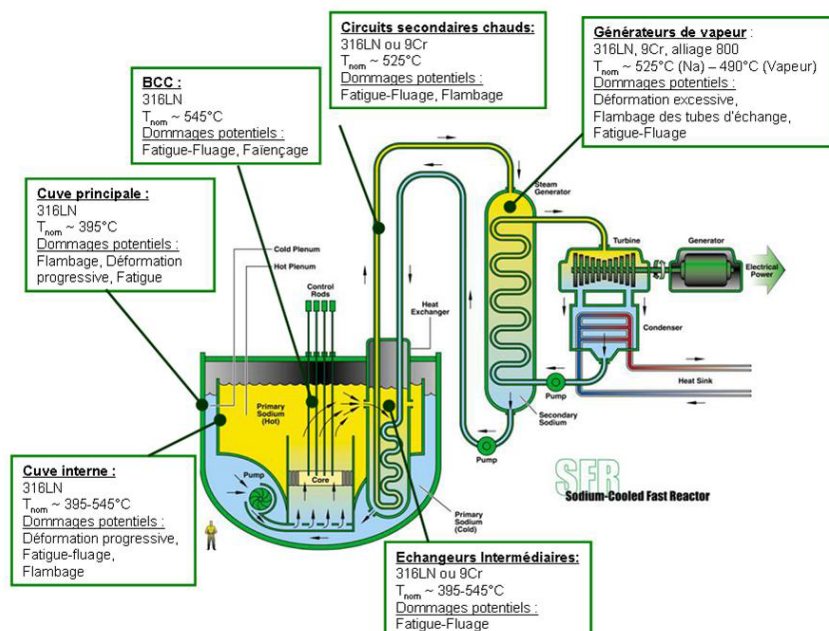 Circuits secondaires chauds:
316LN ou 9Cr
Tnom ~ 525°C
Dommages potentiels :
Fatigue-Fluage, Flambage
Générateurs de vapeur :
316LN, 9Cr, alliage 800
Tnom ~ 525°C (Na) – 490°C (Vapeur)
Dommages potentiels :
Déformation excessive,
Flambage des tubes d'échange,
Fatigue-Fluage
BCC :
316LN
Tnom ~ 545°C
Dommages potentiels :
Fatigue-Fluage, Faïençage
Cuve principale :
316LN
Tnom ~ 395°C
Dommages potentiels :
Flambage, Déformation
progressive, Fatigue
Cold Plenum
Hot Plenum
Control
Rods
Heat
Exchanger
Steam
Generator
Turbine
Generator
Electrical
Power
Condenser
Heat Sink
Pump
Secondary
Sodium
Pump
Primary
Sodium
(Hot)
Pump
Core
Primary
Sodium
(Cold)
SFR
Sodium-Cooled Fast Reactor
Cuve interne :
316LN
Tnom ~ 395-545°C
Dommages potentiels :
Déformation progressive,
Fatigue-fluage,
Flambage
Echangeurs Intermédiaires:
316LN ou 9Cr
Tnom ~ 395-545°C
Dommages potentiels :
Fatigue-Fluage